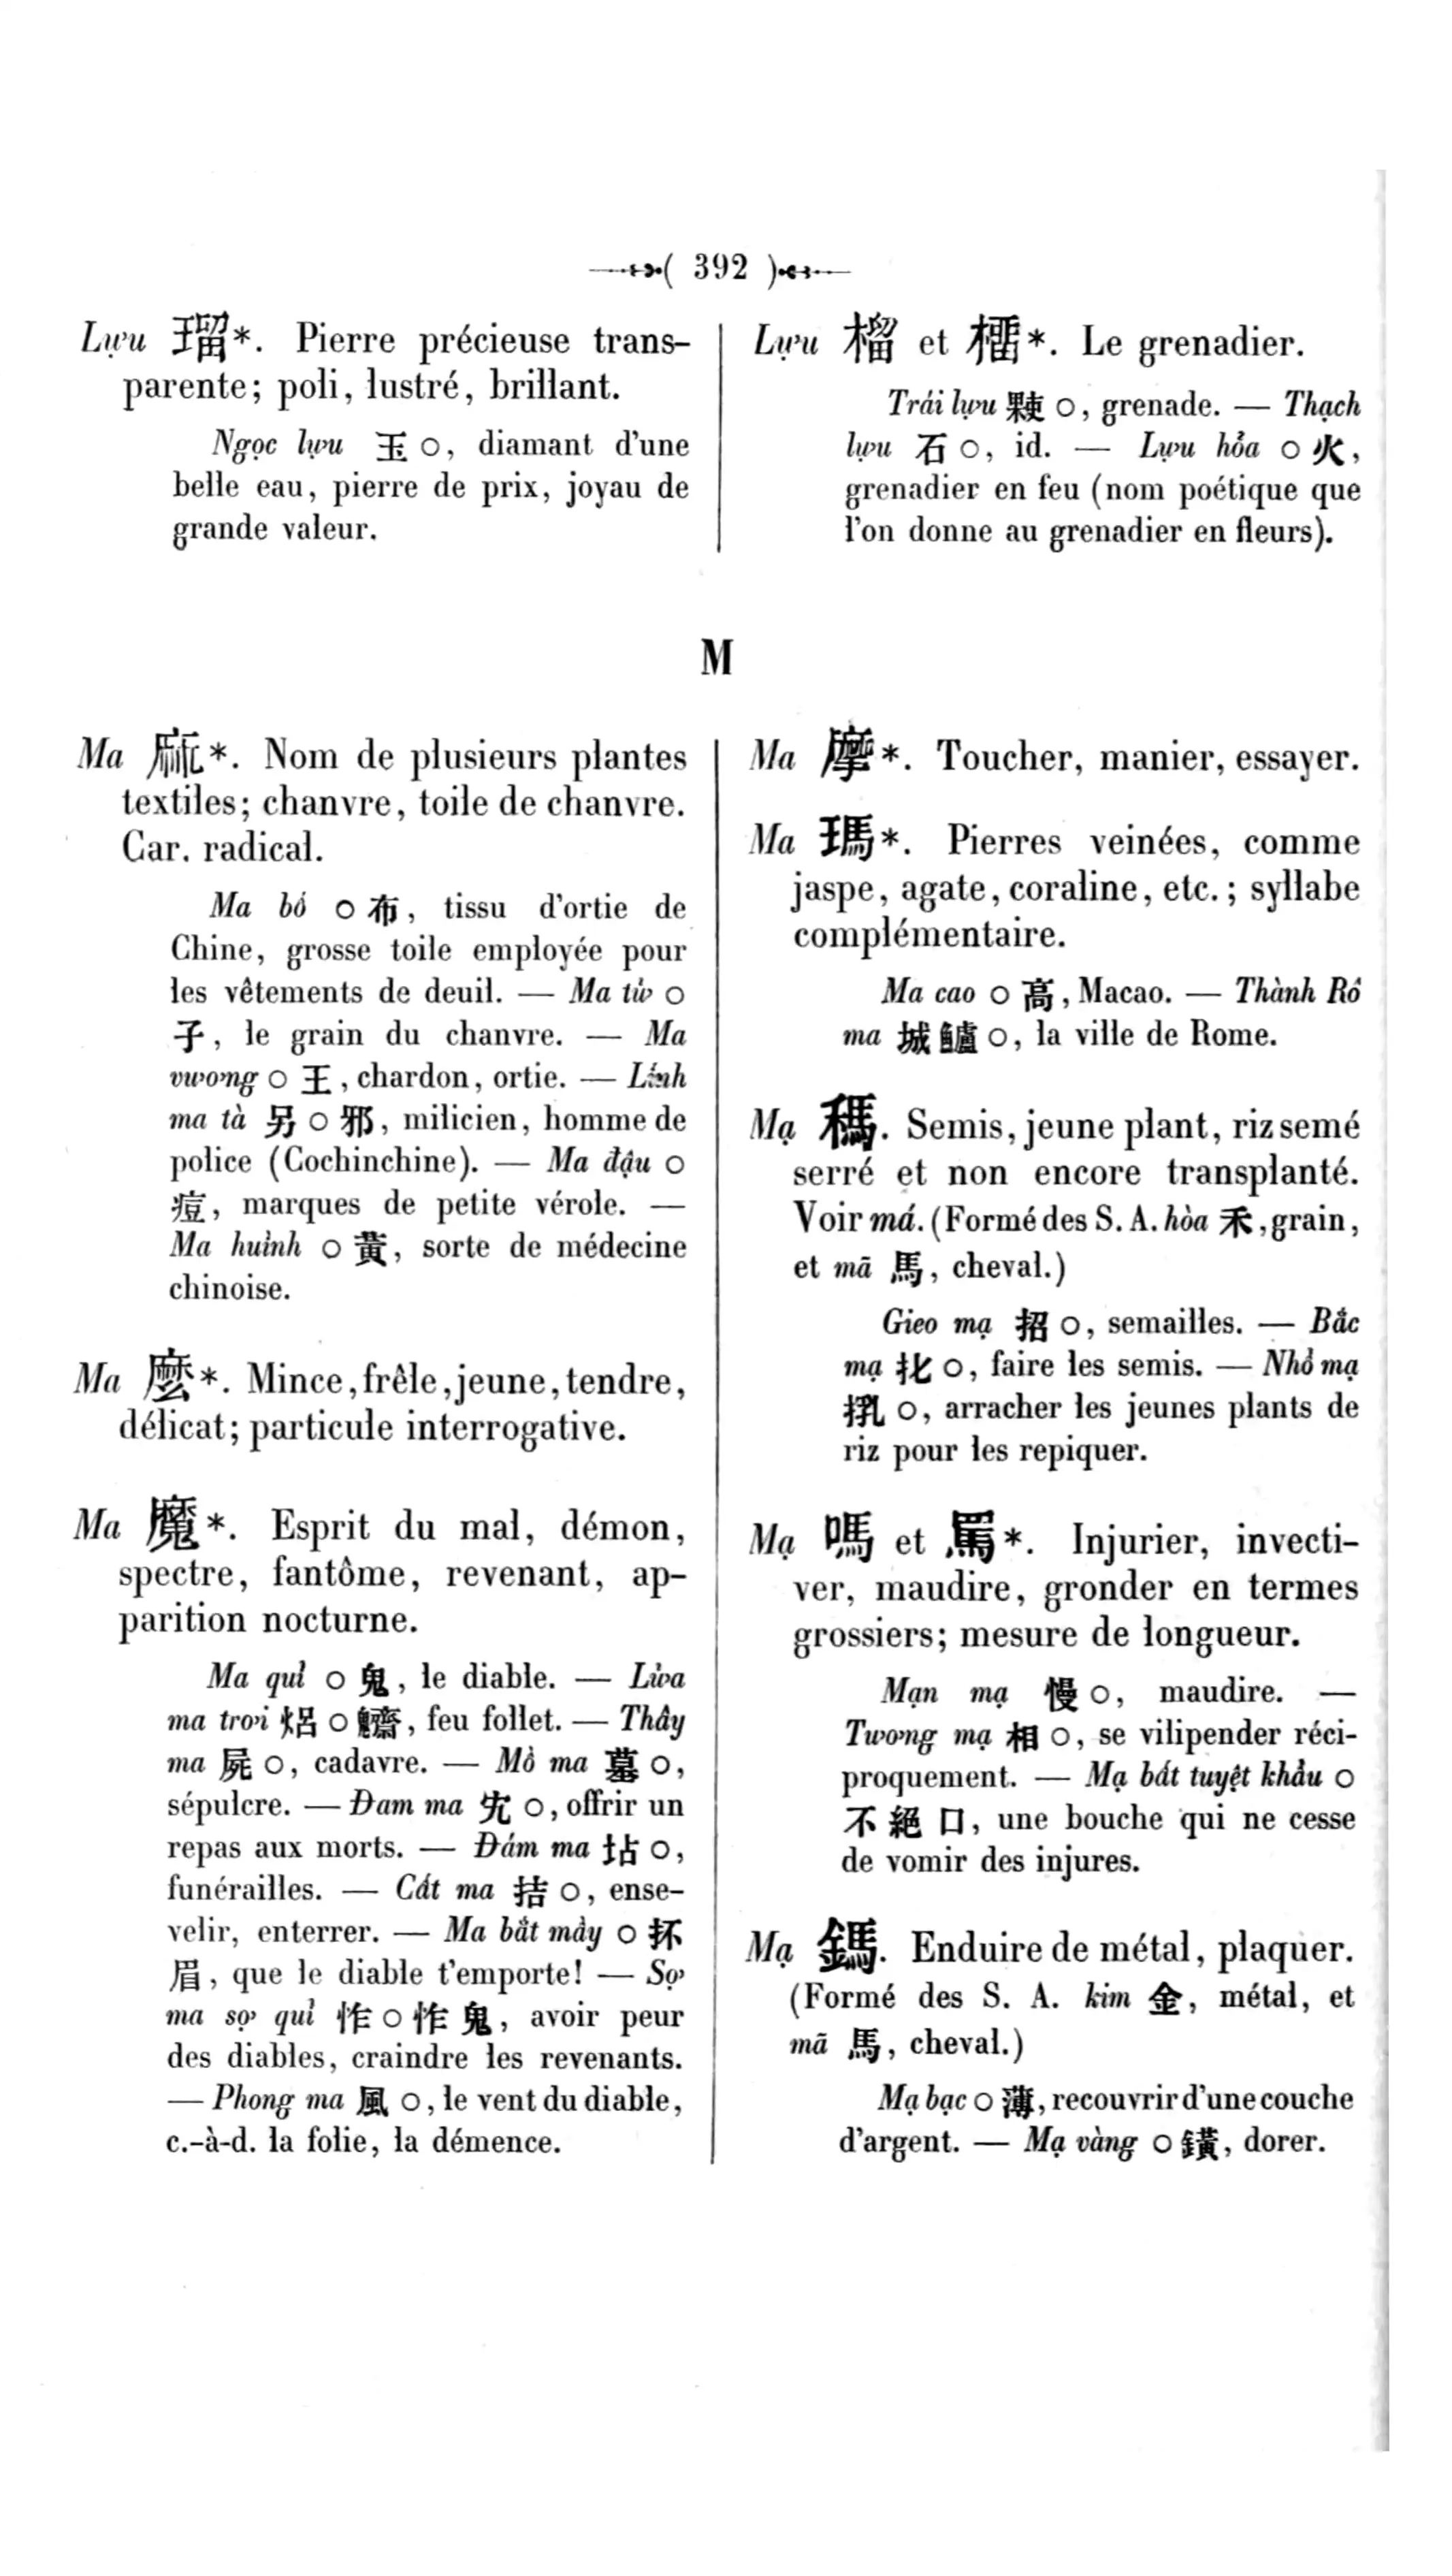 ( 392 )
Lựu 瑠*. Pierre précieuse trans-
parente; poli, lustré, brillant.
Ngọc lựu 玉 ○, diamant d'une
belle eau, pierre de prix, joyau de
grande valeur.
Lựu 榴 et *. Le grenadier.
Trái lựu ○, grenade. — Thạch
lựu 石 ○, id. — Lựu hỏa ○ 火,
grenadier en feu (nom poétique que
l'on donne au grenadier en fleurs).
M
Ma 麻*. Nom de plusieurs plantes
textiles; chanvre, toile de chanvre.
Car. radical.
Ma bố ○ 布, tissu d'ortie de
Chine, grosse toile employée pour
les vêtements de deuil. — Ma tử ○
子, le grain du chanvre. — Ma
vương ○ 王, chardon, ortie. — Lính
ma tà 另 ○ 邪, milicien, homme de
police (Cochinchine). — Ma đậu ○
痘, marques de petite vérole. —
Ma huình ○ 黄, sorte de médecine
chinoise.
Ma 麽*. Mince, frêle, jeune, tendre,
délicat; particule interrogative.
Ma 魔*. Esprit du mal, démon,
spectre, fantôme, revenant, ap-
parition nocturne.
Ma quỉ ○ 鬼, le diable. — Lửa
ma trơi 焒 ○, feu follet. — Thây
ma 屍 ○, cadavre. — Mồ ma 墓 ○,
sépulcre. — Đam ma ○, offrir un
repas aux morts. — Đám ma 坫 ○,
funérailles. — Cất ma 拮 ○, ense-
velir, enterrer. — Ma bắt mầy ○ 抔
眉, que le diable t'emporte! — Sợ
ma sợ quỉ 怍 ○ 怍 鬼, avoir peur
des diables, craindre les revenants.
— Phong ma 風 ○, le vent du diable,
c.-à-d. la folie, la démence.
Ma 摩*. Toucher, manier, essayer.
Ma 瑪*. Pierres veinées, comme
jaspe, agate, coraline, etc.; syllabe
complémentaire.
Ma cao ○ 高, Macao. — Thành Rô
ma 城 鱸 ○, la ville de Rome.
Mạ 䅛. Semis, jeune plant, riz semé
serré et non encore transplanté.
Voir má. (Formé des S. A. hòa 禾, grain,
et mã 馬, cheval.)
Gieo mạ 招 ○, semailles. — Bắc
mạ ○, faire les semis. — Nhổ mạ
○, arracher les jeunes plants de
riz pour les repiquer.
Mạ 嗎 et 罵*. Injurier, invecti-
ver, maudire, gronder en termes
grossiers; mesure de longueur.
Mạn mạ 慢 ○, maudire. —
Tương mạ 相 ○, se vilipender réci-
proquement. — Mạ bất tuyệt khẩu ○
不 絕 口, une bouche qui ne cesse
de vomir des injures.
Mạ 鎷. Enduire de métal, plaquer.
(Formé des S. A. kim 金, métal, et
mã 馬, cheval.)
Mạ bạc ○ 薄, recouvrir d'une couche
d'argent. — Mạ vàng ○ 鐄, dorer.